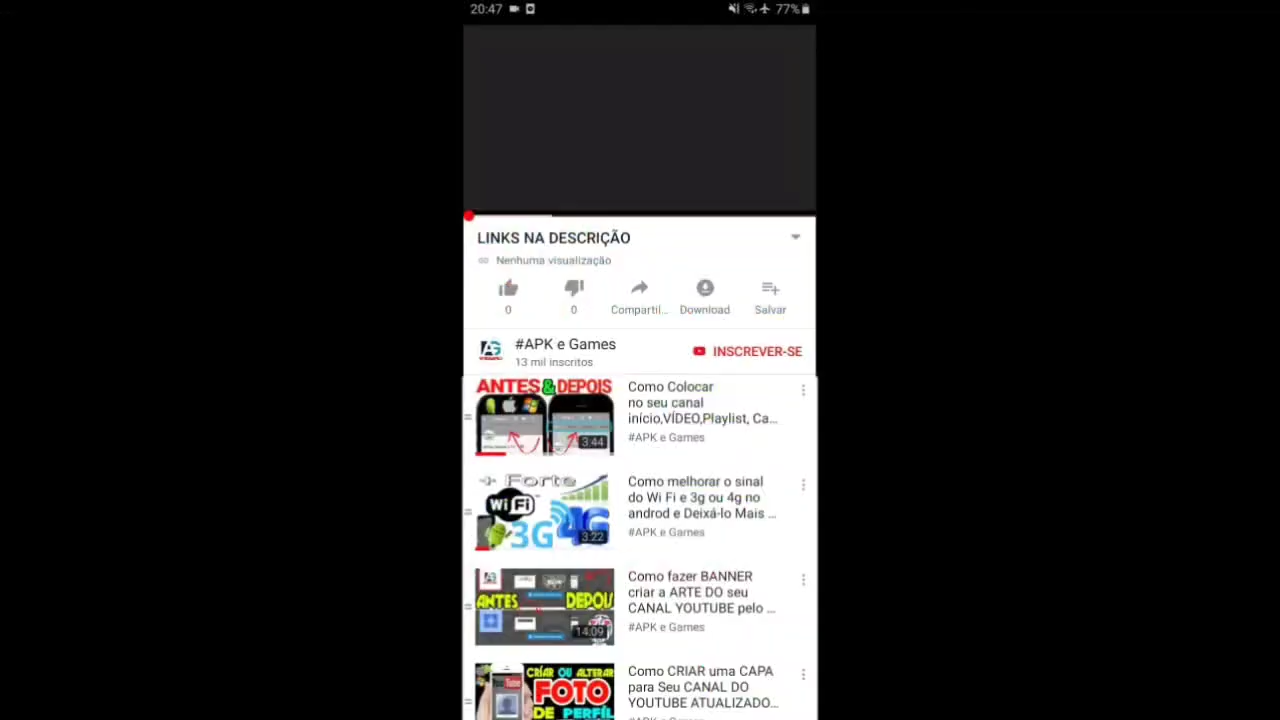 20:47
77%
LINKS NA DESCRIÇÃO
Nenhuma visualização
0
0
Compartil...
Download
Salvar
AG
#APK e Games
13 mil inscritos
INSCREVER-SE
ANTES&DEPOIS
3:44
Como Colocar
no seu canal
início,VÍDEO,Playlist, Ca...
#APK e Games
+ Forte
Wi Fi
3G
4G
3:22
Como melhorar o sinal
do Wi Fi e 3g ou 4g no
androd e Deixá-lo Mais ...
#APK e Games
ANTES
DEPOIS
14:09
Como fazer BANNER
criar a ARTE DO seu
CANAL YOUTUBE pelo ...
#APK e Games
CRIAR OU ALTERAR
FOTO
DE PERFIL
Como CRIAR uma CAPA
para Seu CANAL DO
YOUTUBE ATUALIZADO...